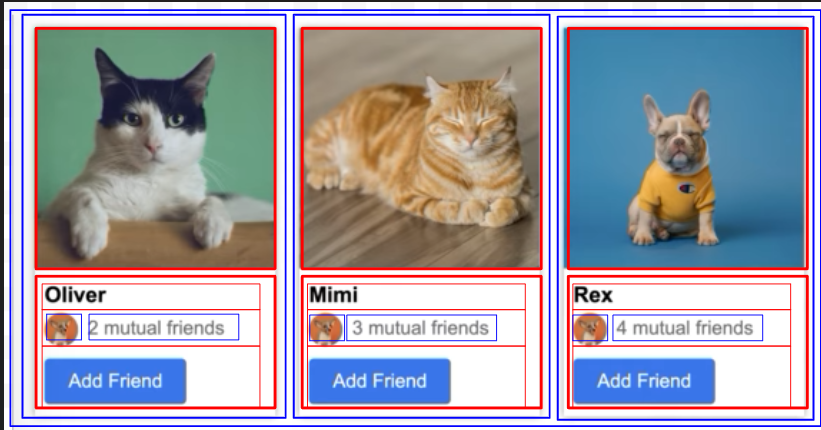 Oliver
2 mutual friends
Add Friend
Mimi
3 mutual friends
Add Friend
Rex
4 mutual friends
Add Friend